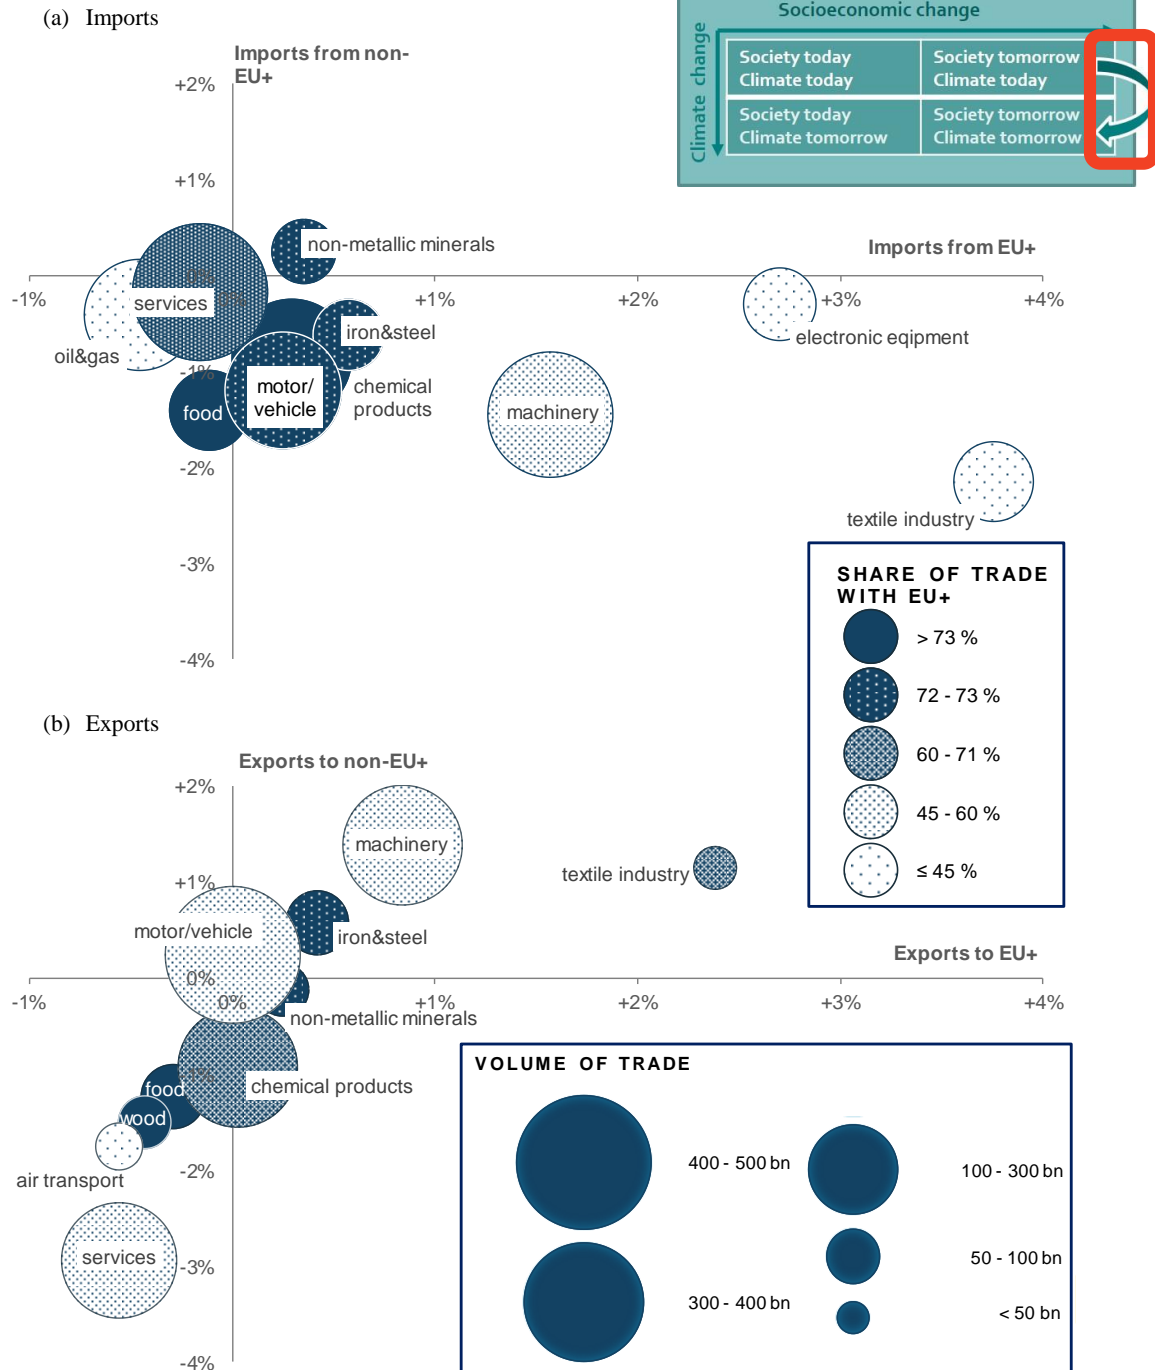 (a) Imports
Socioeconomic change
Climate change
Society today
Climate today
Society tomorrow
Climate today
Society today
Climate tomorrow
Society tomorrow
Climate tomorrow
Imports from non-
EU+
+2%
+1%
non-metallic minerals
Imports from EU+
0%
0%
-1%
+1%
+2%
+3%
+4%
services
iron&steel
electronic eqipment
oil&gas
-1%
motor/
vehicle
chemical
products
food
machinery
-2%
textile industry
-3%
-4%
SHARE OF TRADE
WITH EU+
> 73 %
72 - 73 %
60 - 71 %
45 - 60 %
≤ 45 %
(b) Exports
Exports to non-EU+
+2%
machinery
+1%
textile industry
motor/vehicle
iron&steel
Exports to EU+
0%
-1%
0%
+1%
+2%
+3%
+4%
non-metallic minerals
-1%
food
chemical products
wood
-2%
air transport
services
-3%
-4%
VOLUME OF TRADE
400 - 500 bn
100 - 300 bn
50 - 100 bn
300 - 400 bn
< 50 bn